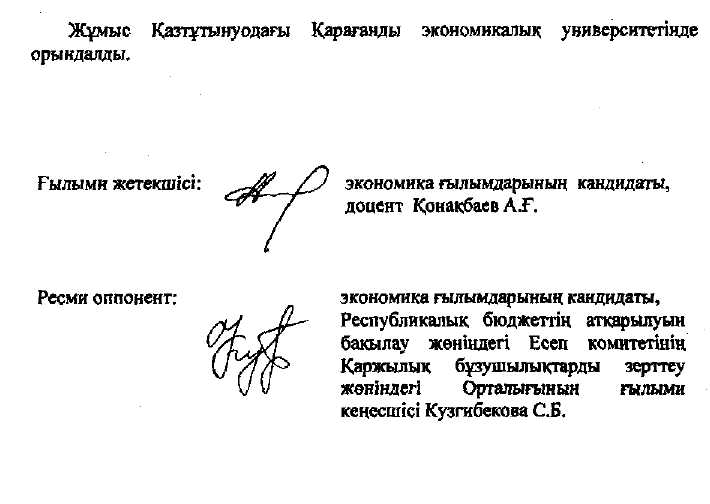 Жұмыс Қазтұтынуодағы Қарағанды экономикалық университетінде
орындалды.
Ғылыми жетекшісі:
экономика ғылымдарының кандидаты,
доцент Қонақбаев А.Ғ.
Ресми оппонент:
экономика ғылымдарының кандидаты,
Республикалық бюджеттің атқарылуын
бақылау жөніндегі Есеп комитетінің
Қаржылық бұзушылықтарды зерттеу
жөніндегі Орталығының ғылыми
кеңесшісі Кузгибекова С.Б.